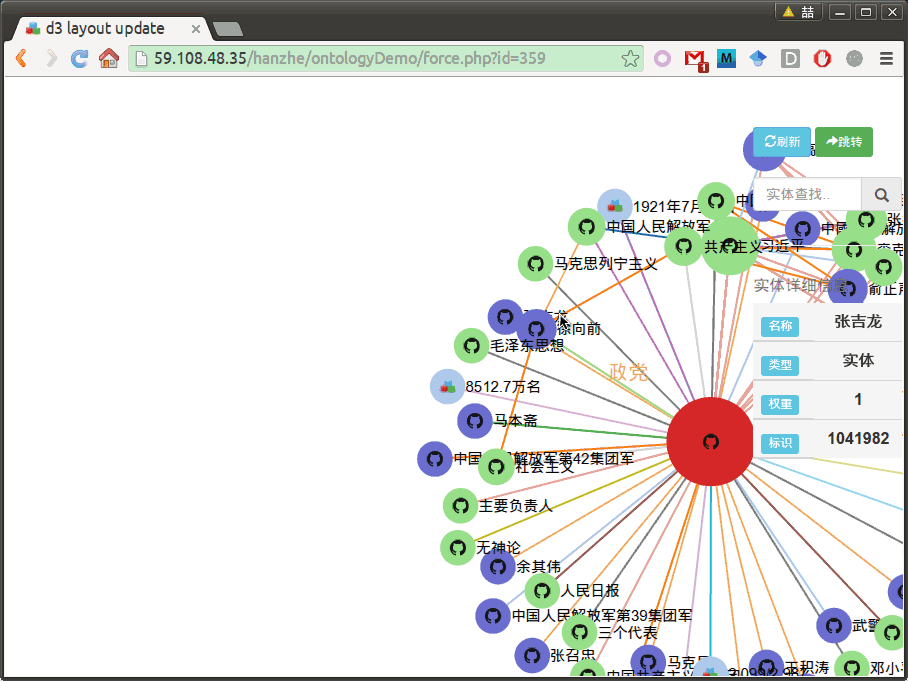 喆
d3 layout update
59.108.48.35/hanzhe/ontologyDemo/force.php?id=359
M
D
1
刷新
跳转
实体查找..
1921年7月
中国人民解放军
共产主义
习近平
马克思列宁主义
俞正声
实体详细信息
徐向前
名称
张吉龙
毛泽东思想
政党
类型
实体
8512.7万名
权重
1
马本斋
标识
1041982
中国人民解放军第42集团军
社会主义
主要负责人
无神论
余其伟
人民日报
中国人民解放军第39集团军
武警
三个代表
张召忠
马克思
王积涛
邓小平